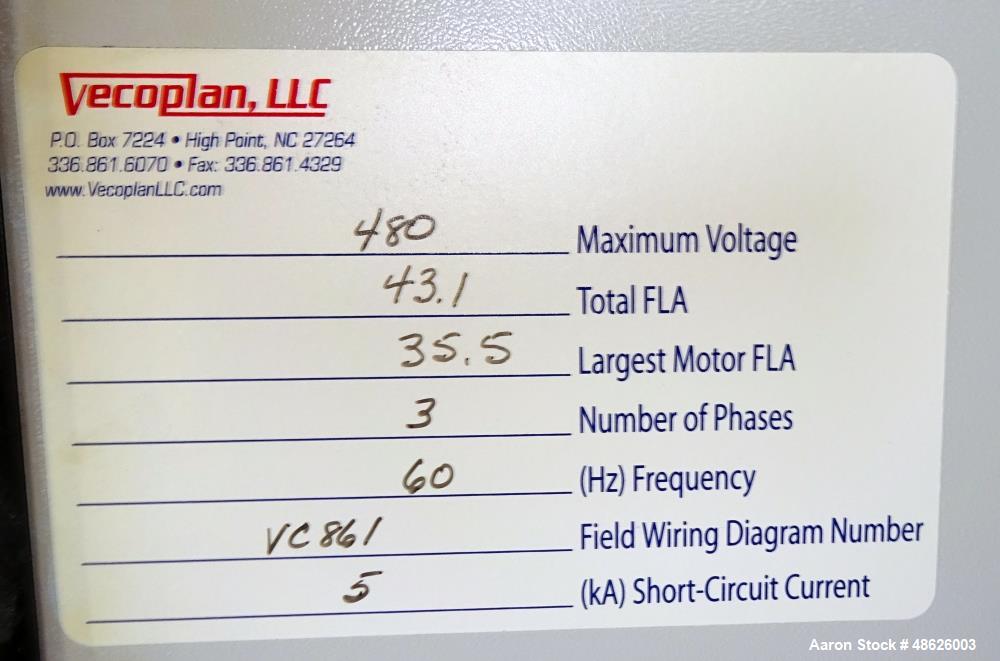 Vecoplan, LLC
P.O. Box 7224 • High Point, NC 27264
336.861.6070 • Fax: 336.861.4329
www.VecoplanLLC.com
480 Maximum Voltage
43.1 Total FLA
35.5 Largest Motor FLA
3 Number of Phases
60 (Hz) Frequency
VC861 Field Wiring Diagram Number
5 (kA) Short-Circuit Current
Aaron Stock # 48626003